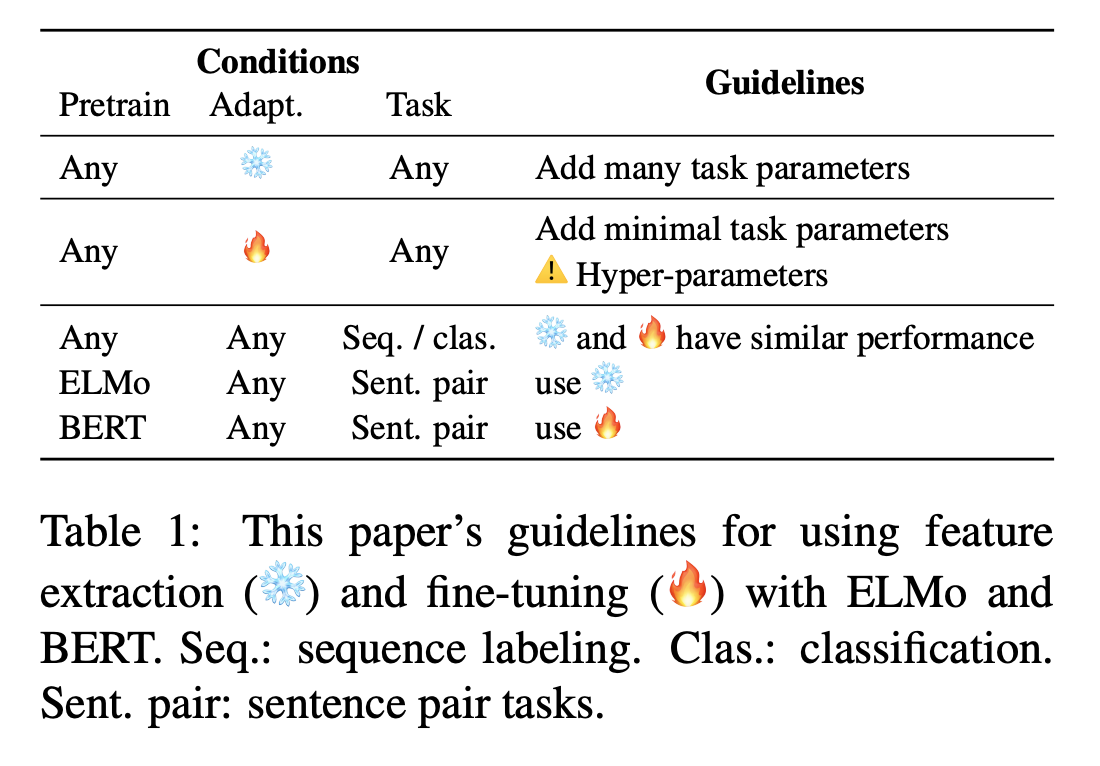 Conditions
Guidelines
Pretrain Adapt. Task
Any ❄️ Any Add many task parameters
Any 🔥 Any Add minimal task parameters
⚠️ Hyper-parameters
Any Any Seq. / clas. ❄️ and 🔥 have similar performance
ELMo Any Sent. pair use ❄️
BERT Any Sent. pair use 🔥
Table 1: This paper’s guidelines for using feature
extraction (❄️) and fine-tuning (🔥) with ELMo and
BERT. Seq.: sequence labeling. Clas.: classification.
Sent. pair: sentence pair tasks.